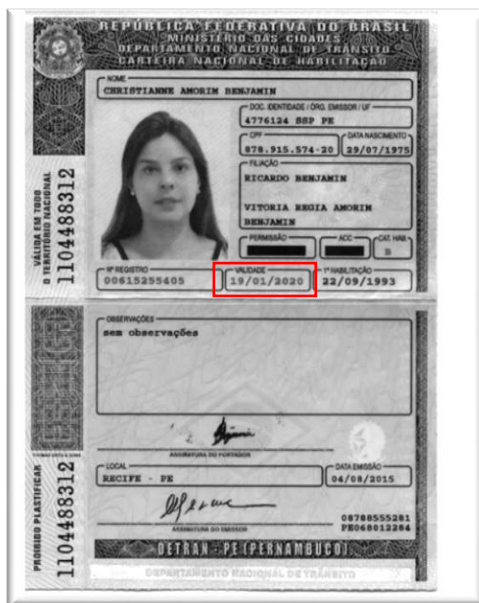 REPÚBLICA FEDERATIVA DO BRASIL
MINISTÉRIO DAS CIDADES
DEPARTAMENTO NACIONAL DE TRÂNSITO
CARTEIRA NACIONAL DE HABILITAÇÃO
NOME
CHRISTIANNE AMORIM BENJAMIN
DOC. IDENTIDADE / ÓRG. EMISSOR / UF
4776124 SSP PE
CPF DATA NASCIMENTO
878.915.574-20 29/07/1975
FILIAÇÃO
RICARDO BENJAMIN
VITORIA REGIA AMORIM
BENJAMIN
PERMISSÃO ACC CAT. HAB.
B
Nº REGISTRO VALIDADE 1ª HABILITAÇÃO
00615255405 19/01/2020 22/09/1993
VÁLIDA EM TODO
O TERRITÓRIO NACIONAL
1104488312
OBSERVAÇÕES
sem observações
ASSINATURA DO PORTADOR
LOCAL DATA EMISSÃO
RECIFE - PE 04/08/2015
ASSINATURA DO EMISSOR
08788555281
PE068012284
PROIBIDO PLASTIFICAR
1104488312
DETRAN - PE (PERNAMBUCO)
DEPARTAMENTO NACIONAL DE TRÂNSITO